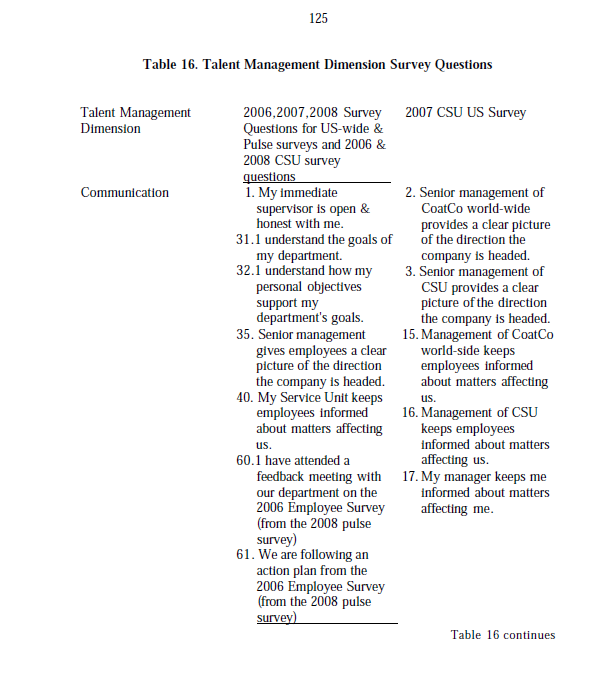 125
Table 16. Talent Management Dimension Survey Questions
Talent Management
Dimension
2006,2007,2008 Survey
Questions for US-wide &
Pulse surveys and 2006 &
2008 CSU survey
questions
2007 CSU US Survey
Communication
1. My immediate
supervisor is open &
honest with me.
31.I understand the goals of
my department.
32.I understand how my
personal objectives
support my
department's goals.
35. Senior management
gives employees a clear
picture of the direction
the company is headed.
40. My Service Unit keeps
employees informed
about matters affecting
us.
60.I have attended a
feedback meeting with
our department on the
2006 Employee Survey
(from the 2008 pulse
survey)
61. We are following an
action plan from the
2006 Employee Survey
(from the 2008 pulse
survey)
2. Senior management of
CoatCo world-wide
provides a clear picture
of the direction the
company is headed.
3. Senior management of
CSU provides a clear
picture of the direction
the company is headed.
15. Management of CoatCo
world-side keeps
employees informed
about matters affecting
us.
16. Management of CSU
keeps employees
informed about matters
affecting us.
17. My manager keeps me
informed about matters
affecting me.
Table 16 continues